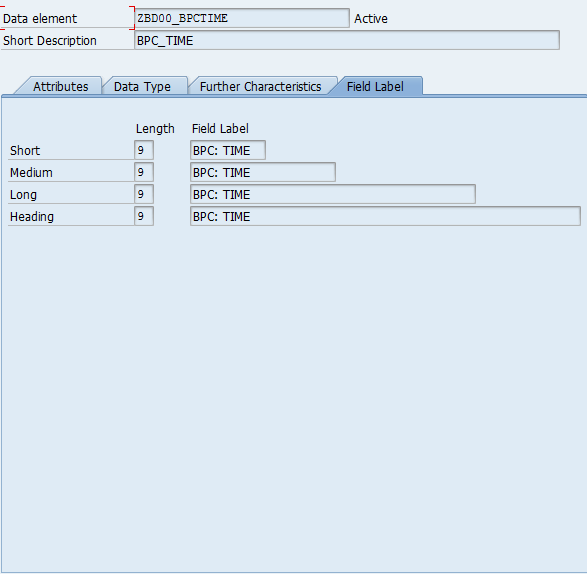 Data element ZBD00_BPCTIME Active
Short Description BPC_TIME
Attributes Data Type Further Characteristics Field Label
Length Field Label
Short 9 BPC: TIME
Medium 9 BPC: TIME
Long 9 BPC: TIME
Heading 9 BPC: TIME